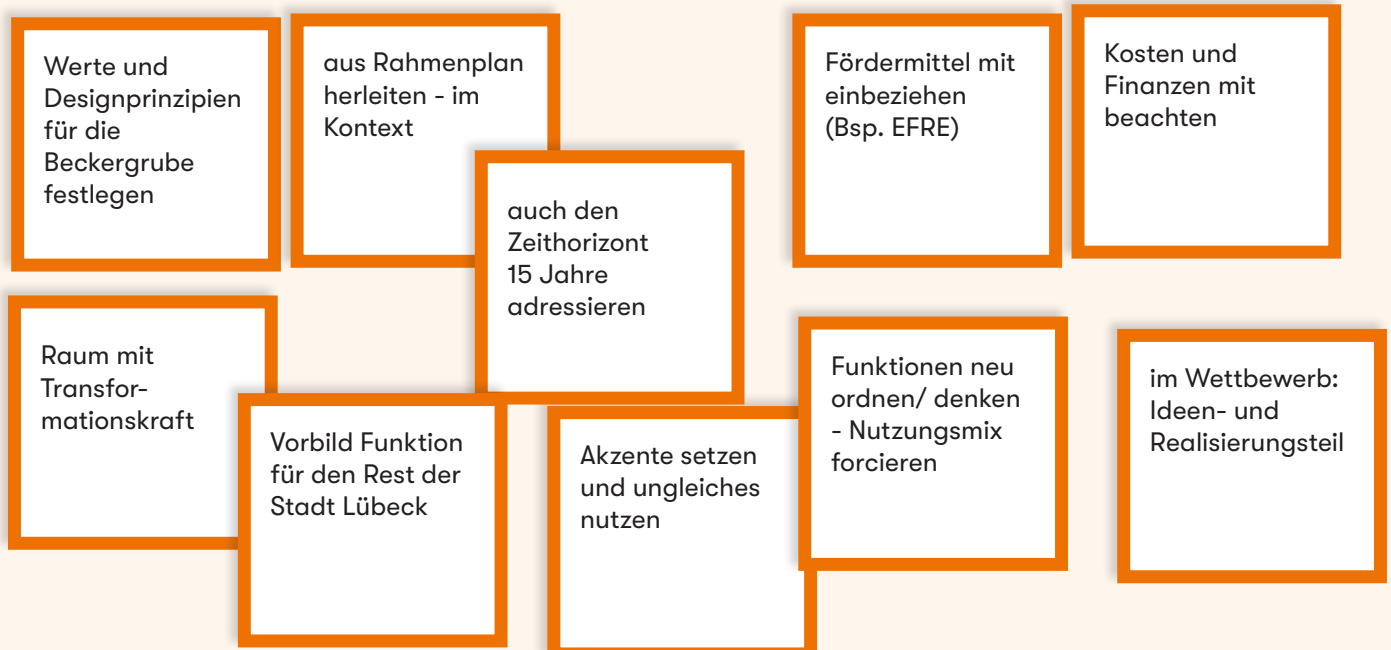 Werte und
Designprinzipien
für die
Beckergrube
festlegen
aus Rahmenplan
herleiten - im
Kontext
auch den
Zeithorizont
15 Jahre
adressieren
Fördermittel mit
einbeziehen
(Bsp. EFRE)
Kosten und
Finanzen mit
beachten
Raum mit
Transfor-
mationskraft
Vorbild Funktion
für den Rest der
Stadt Lübeck
Akzente setzen
und ungleiches
nutzen
Funktionen neu
ordnen/ denken
- Nutzungsmix
forcieren
im Wettbewerb:
Ideen- und
Realisierungsteil